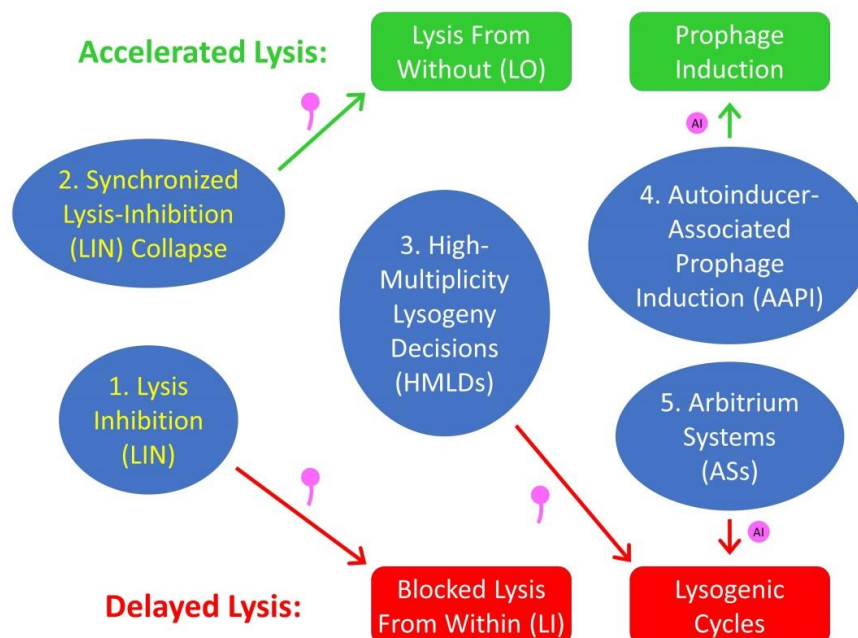 Accelerated Lysis:
Lysis From
Without (LO)
Prophage
Induction
AI
2. Synchronized
Lysis-Inhibition
(LIN) Collapse
3. High-
Multiplicity
Lysogeny
Decisions
(HMLDs)
4. Autoinducer-
Associated
Prophage
Induction (AAPI)
1. Lysis
Inhibition
(LIN)
5. Arbitrium
Systems
(ASs)
AI
Delayed Lysis:
Blocked Lysis
From Within (LI)
Lysogenic
Cycles